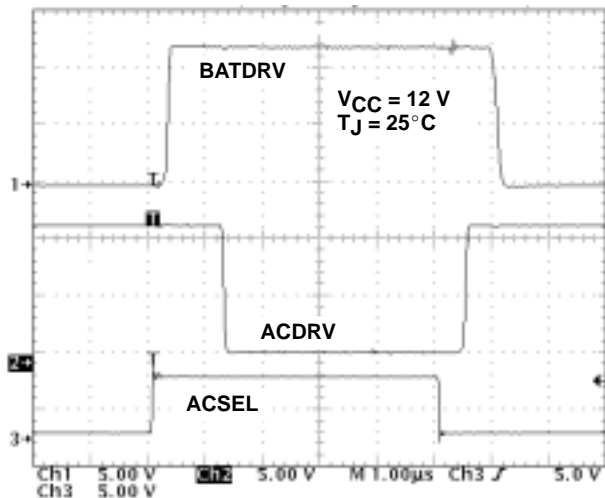 BATDRV
VCC = 12 V
TJ = 25°C
1→
T
ACDRV
2→
ACSEL
3→
Ch1 5.00 V Ch2 5.00 V M 1.00µs Ch3 5.0 V
Ch3 5.00 V